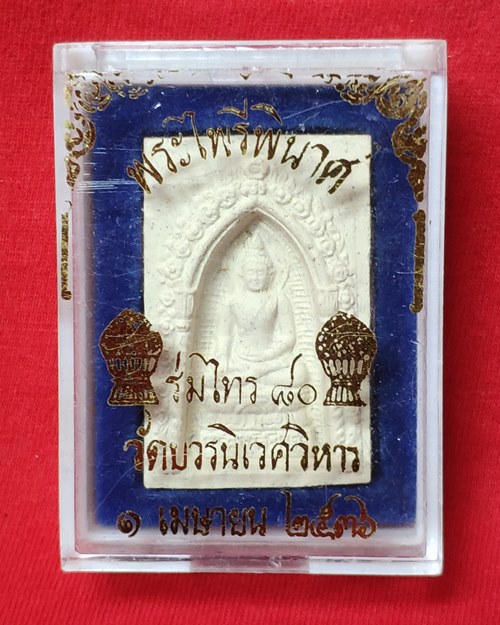 พระไพรีพินาศ
ร่มไทร ๘๐
วัดบวรนิเวศวิหาร
๑ เมษายน ๒๕๓๖